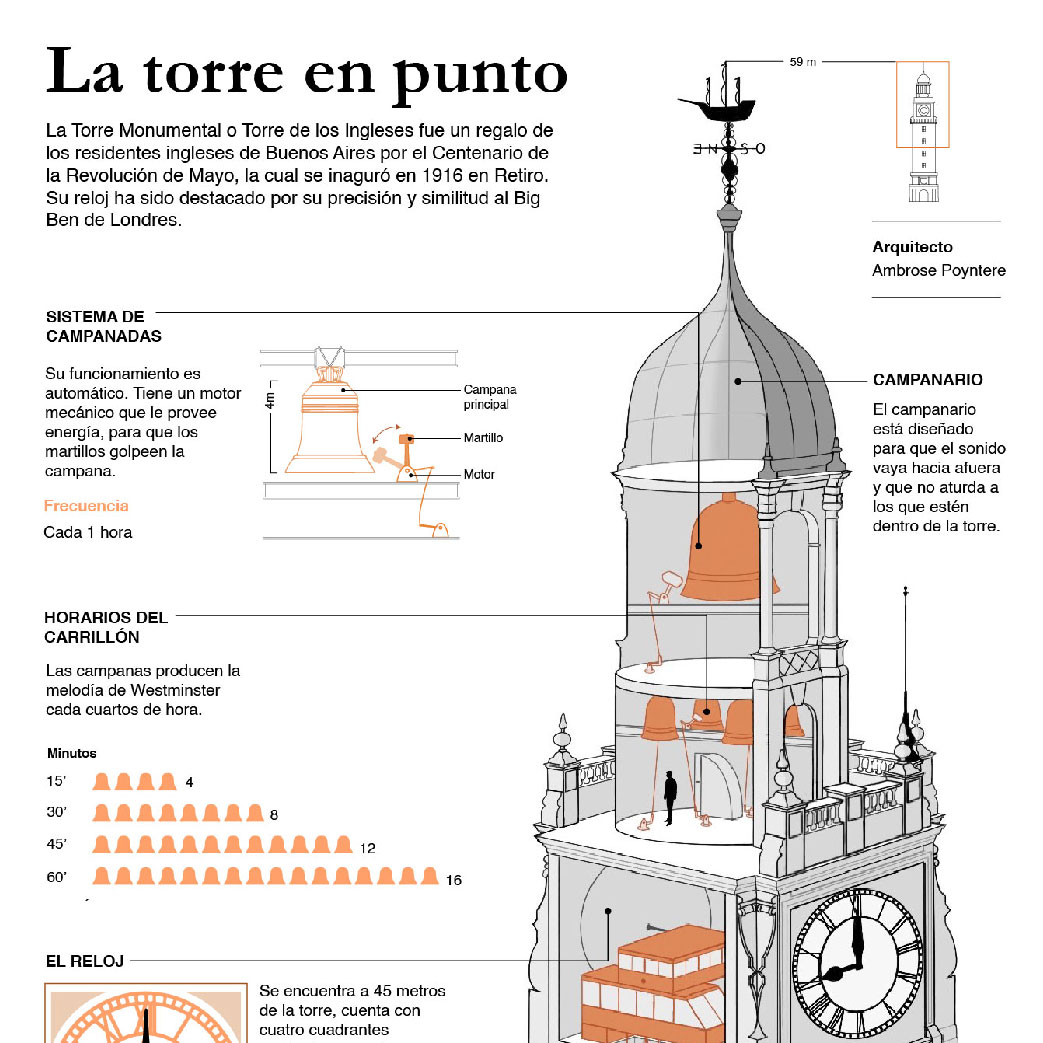 La torre en punto
La Torre Monumental o Torre de los Ingleses fue un regalo de
los residentes ingleses de Buenos Aires por el Centenario de
la Revolución de Mayo, la cual se inaguró en 1916 en Retiro.
Su reloj ha sido destacado por su precisión y similitud al Big
Ben de Londres.
59 m
E N S O
Arquitecto
Ambrose Poyntere
SISTEMA DE
CAMPANADAS
Su funcionamiento es
automático. Tiene un motor
mecánico que le provee
energía, para que los
martillos golpeen la
campana.
Frecuencia
Cada 1 hora
4m
Campana
principal
Martillo
Motor
CAMPANARIO
El campanario
está diseñado
para que el sonido
vaya hacia afuera
y que no aturda a
los que estén
dentro de la torre.
HORARIOS DEL
CARRILLÓN
Las campanas producen la
melodía de Westminster
cada cuartos de hora.
Minutos
15’ 4
30’ 8
45’ 12
60’ 16
EL RELOJ
Se encuentra a 45 metros
de la torre, cuenta con
cuatro cuadrantes